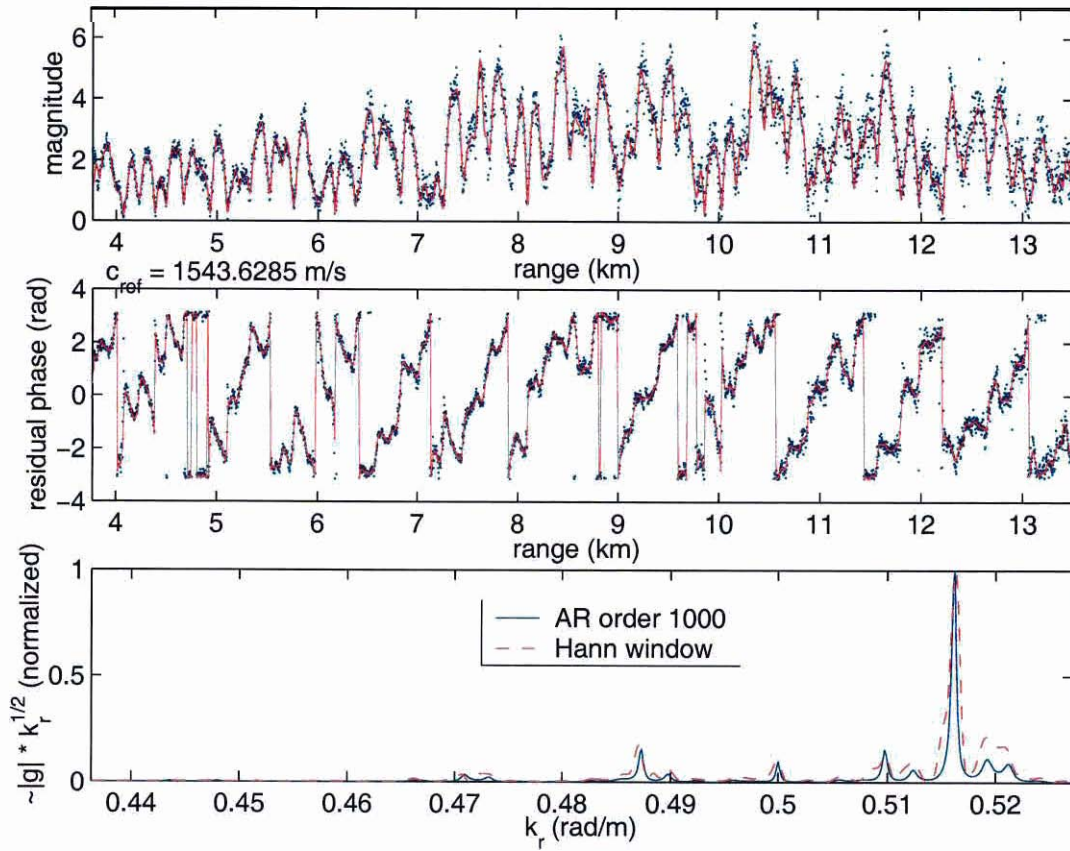 6
4
2
0
magnitude
4 5 6 7 8 9 10 11 12 13
range (km)
c_ref = 1543.6285 m/s
4
2
0
−2
−4
residual phase (rad)
4 5 6 7 8 9 10 11 12 13
range (km)
1
0.5
0
~|g| * k_r^1/2 (normalized)
AR order 1000
Hann window
0.44 0.45 0.46 0.47 0.48 0.49 0.5 0.51 0.52
k_r (rad/m)